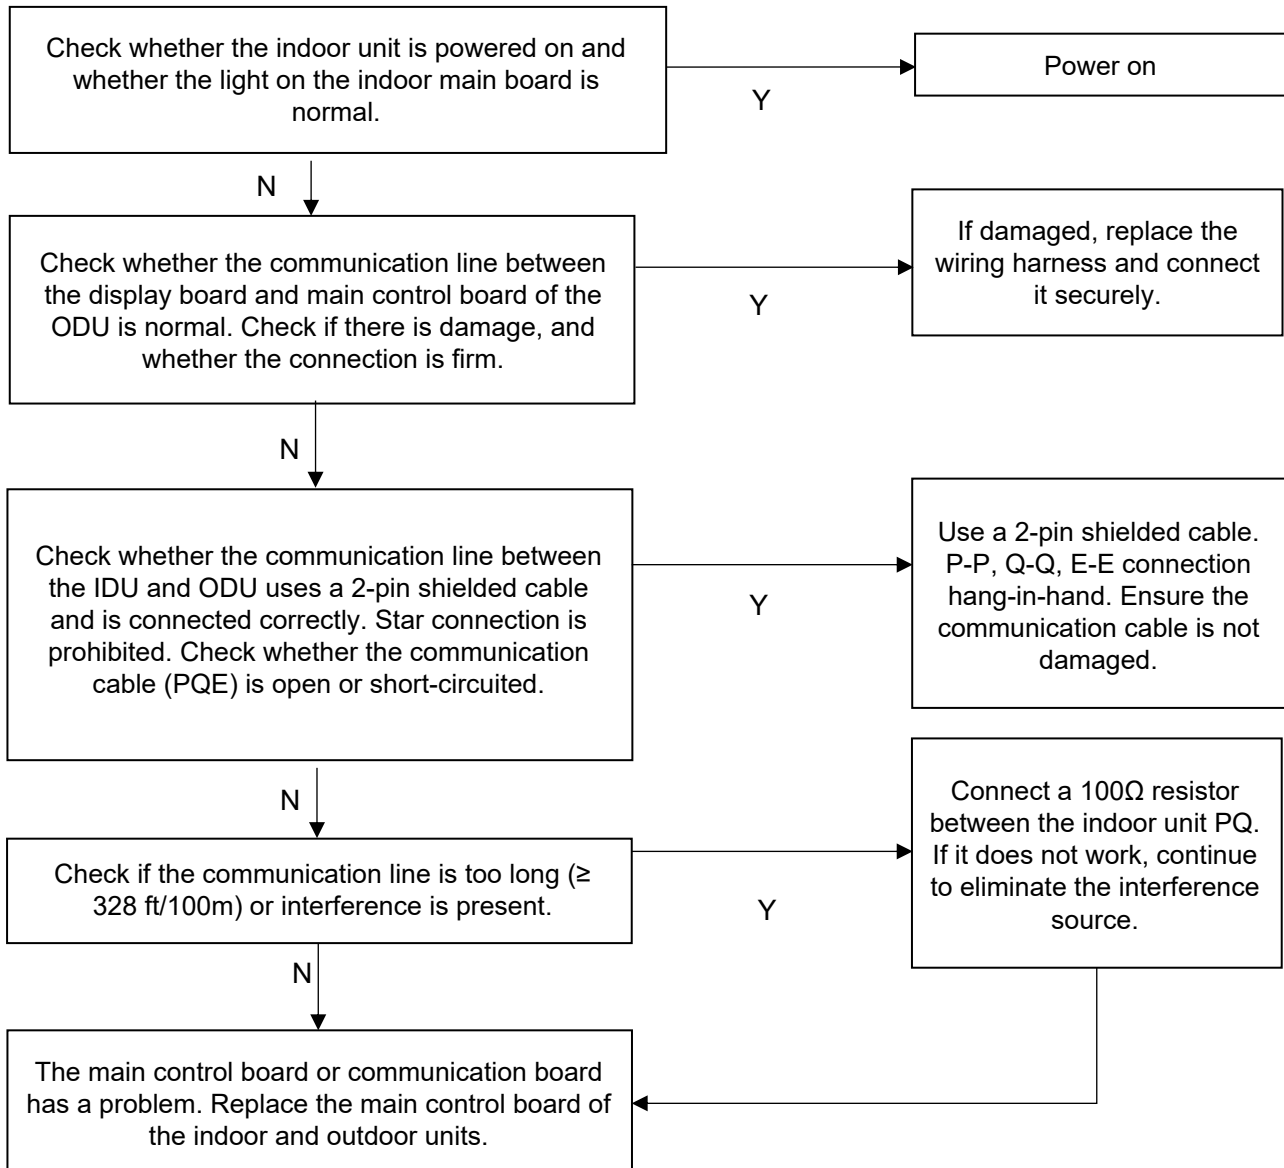 Check whether the indoor unit is powered on and
whether the light on the indoor main board is
normal.
Y
Power on
N
Check whether the communication line between
the display board and main control board of the
ODU is normal. Check if there is damage, and
whether the connection is firm.
Y
If damaged, replace the
wiring harness and connect
it securely.
N
Check whether the communication line between
the IDU and ODU uses a 2-pin shielded cable
and is connected correctly. Star connection is
prohibited. Check whether the communication
cable (PQE) is open or short-circuited.
Y
Use a 2-pin shielded cable.
P-P, Q-Q, E-E connection
hang-in-hand. Ensure the
communication cable is not
damaged.
N
Check if the communication line is too long (≥
328 ft/100m) or interference is present.
Y
Connect a 100Ω resistor
between the indoor unit PQ.
If it does not work, continue
to eliminate the interference
source.
N
The main control board or communication board
has a problem. Replace the main control board of
the indoor and outdoor units.